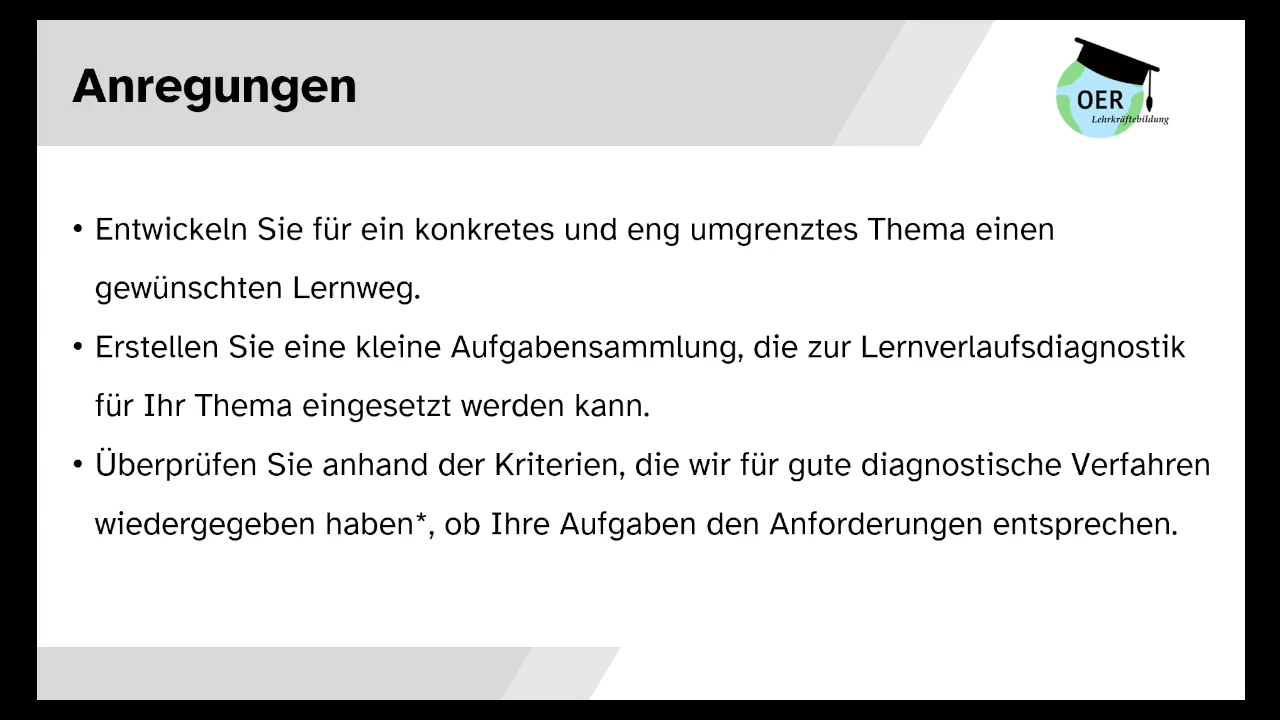 Anregungen
OER
Lehrkräftebildung
• Entwickeln Sie für ein konkretes und eng umgrenztes Thema einen
gewünschten Lernweg.
• Erstellen Sie eine kleine Aufgabensammlung, die zur Lernverlaufsdiagnostik
für Ihr Thema eingesetzt werden kann.
• Überprüfen Sie anhand der Kriterien, die wir für gute diagnostische Verfahren
wiedergegeben haben*, ob Ihre Aufgaben den Anforderungen entsprechen.